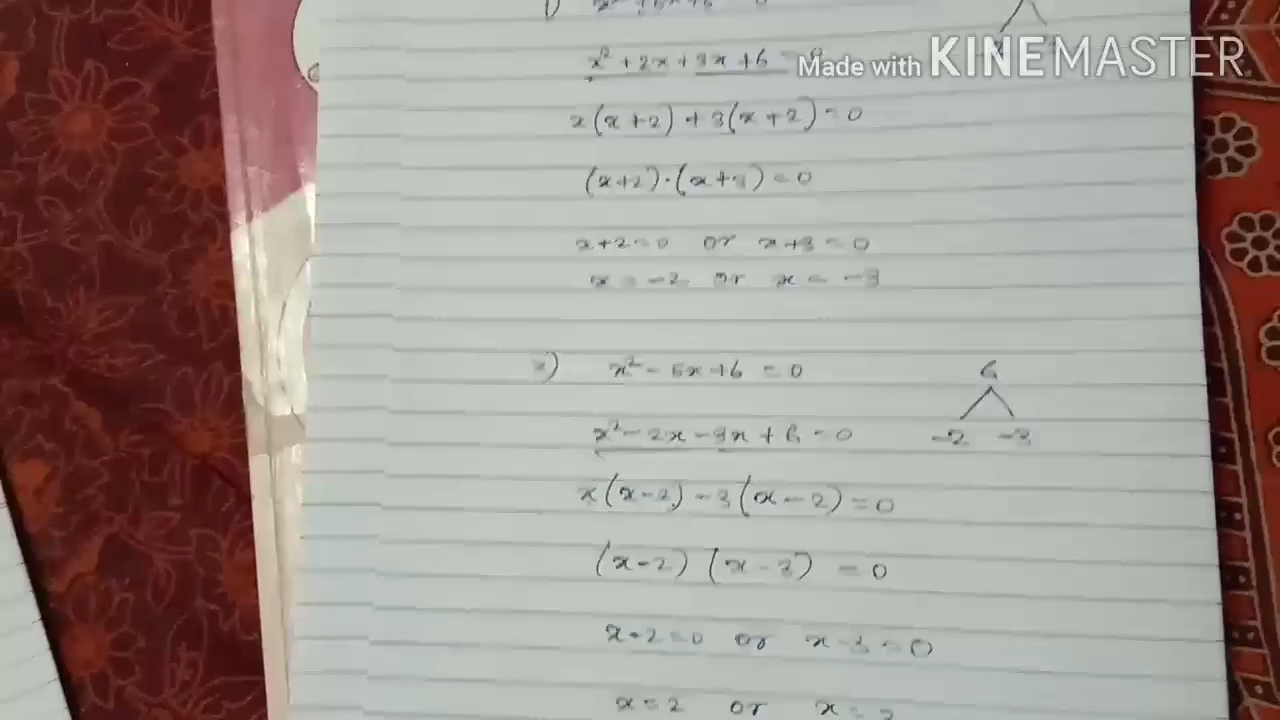 x² + 2x + 3x + 6 = 0
Made with KINEMASTER
x(x+2) + 3(x+2) = 0
(x+2)·(x+3) = 0
x+2=0 or x+3=0
x = -2 or x = -3
2) x² - 5x + 6 = 0
6
x² - 2x - 3x + 6 = 0
-2 -3
x(x-2) - 3(x-2) = 0
(x-2) (x-3) = 0
x-2=0 or x-3=0
x=2 or x=3